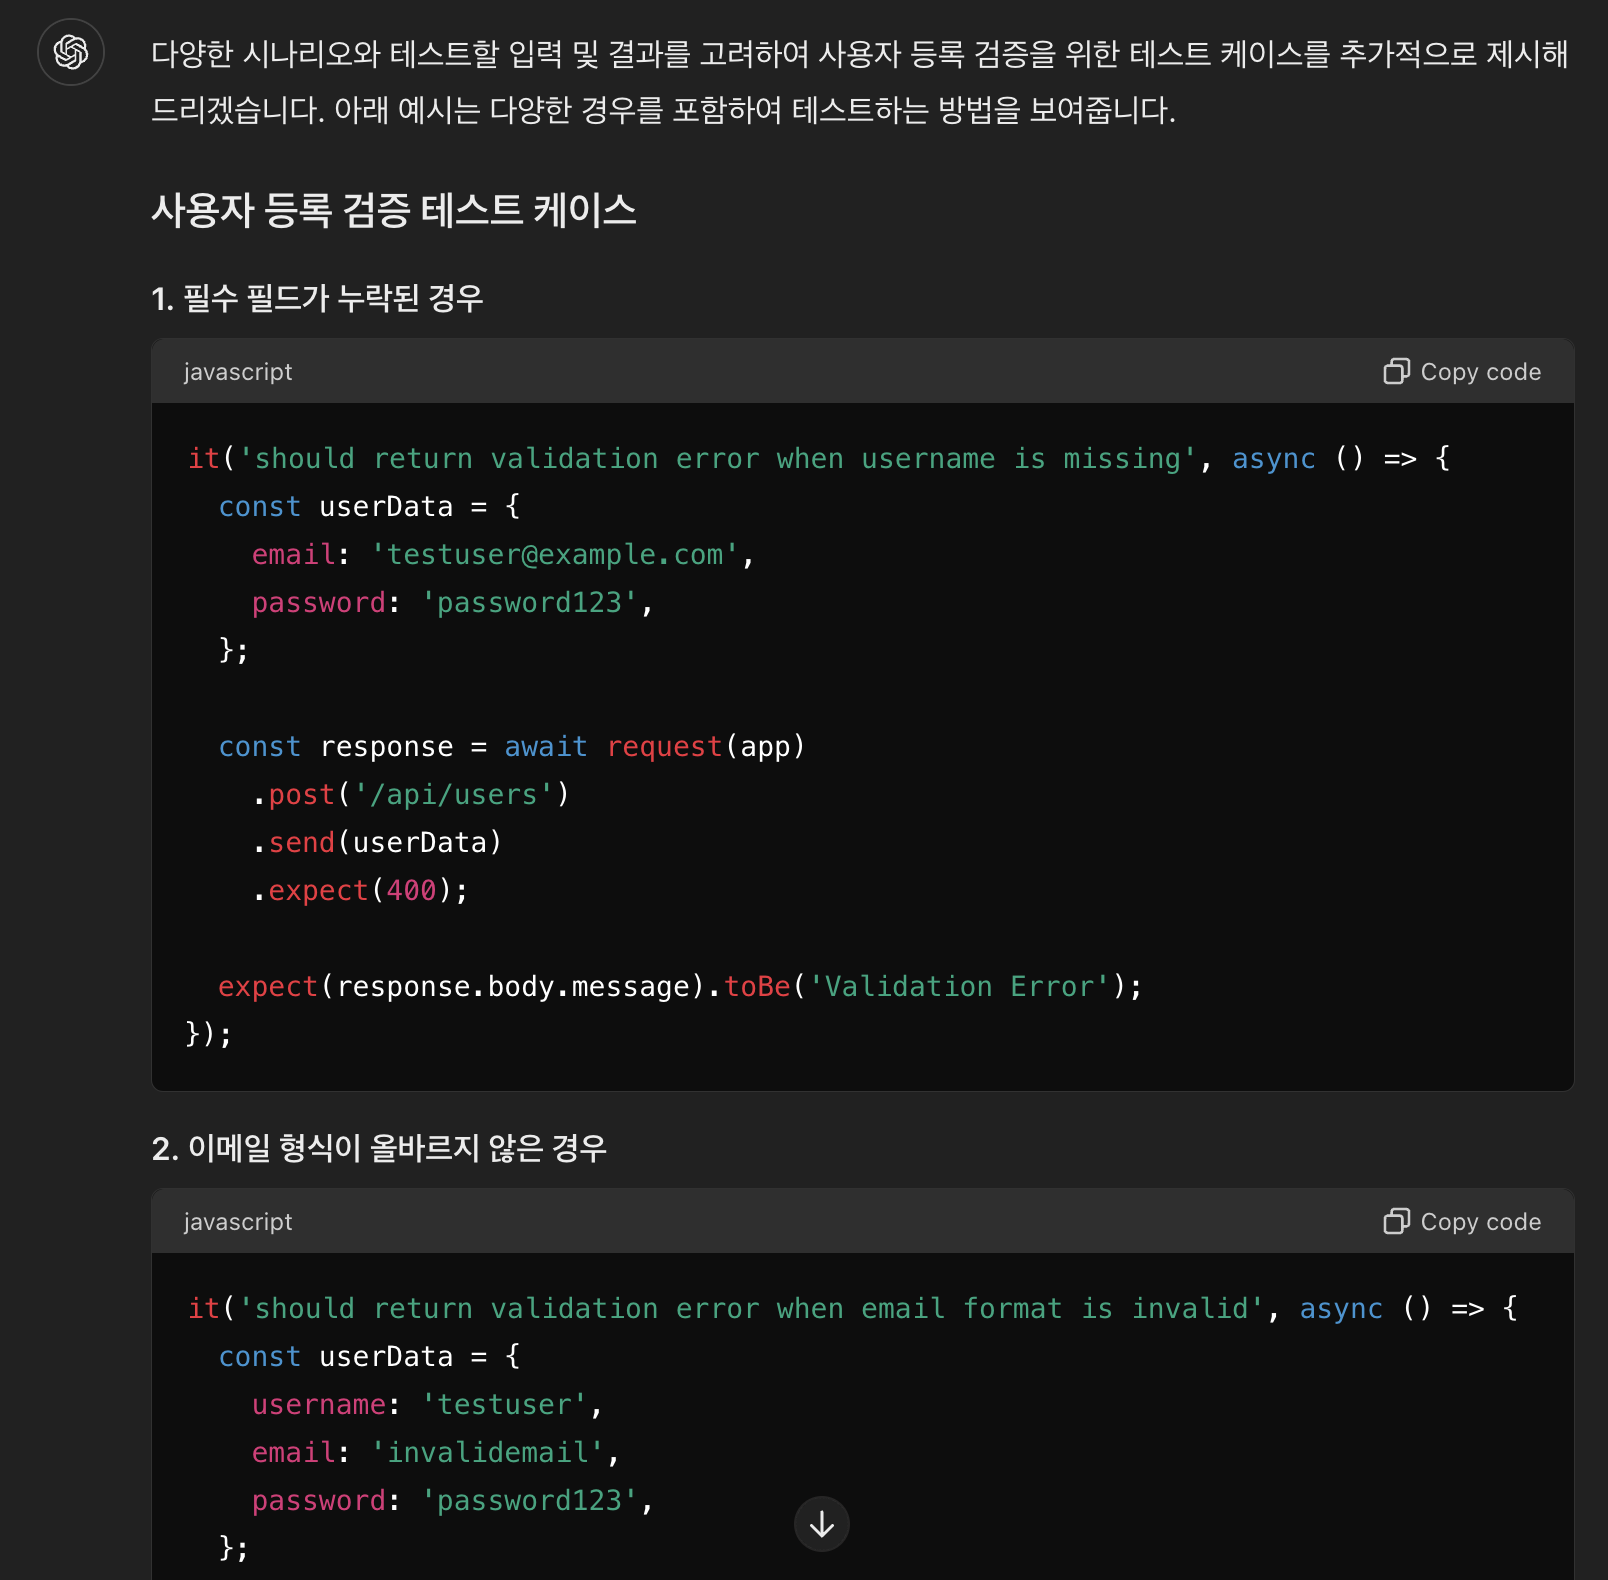 다양한 시나리오와 테스트할 입력 및 결과를 고려하여 사용자 등록 검증을 위한 테스트 케이스를 추가적으로 제시해
드리겠습니다. 아래 예시는 다양한 경우를 포함하여 테스트하는 방법을 보여줍니다.
사용자 등록 검증 테스트 케이스
1. 필수 필드가 누락된 경우
javascript Copy code
it('should return validation error when username is missing', async () => {
  const userData = {
    email: 'testuser@example.com',
    password: 'password123',
  };
  const response = await request(app)
    .post('/api/users')
    .send(userData)
    .expect(400);
  expect(response.body.message).toBe('Validation Error');
});
2. 이메일 형식이 올바르지 않은 경우
javascript Copy code
it('should return validation error when email format is invalid', async () => {
  const userData = {
    username: 'testuser',
    email: 'invalidemail',
    password: 'password123',
  };